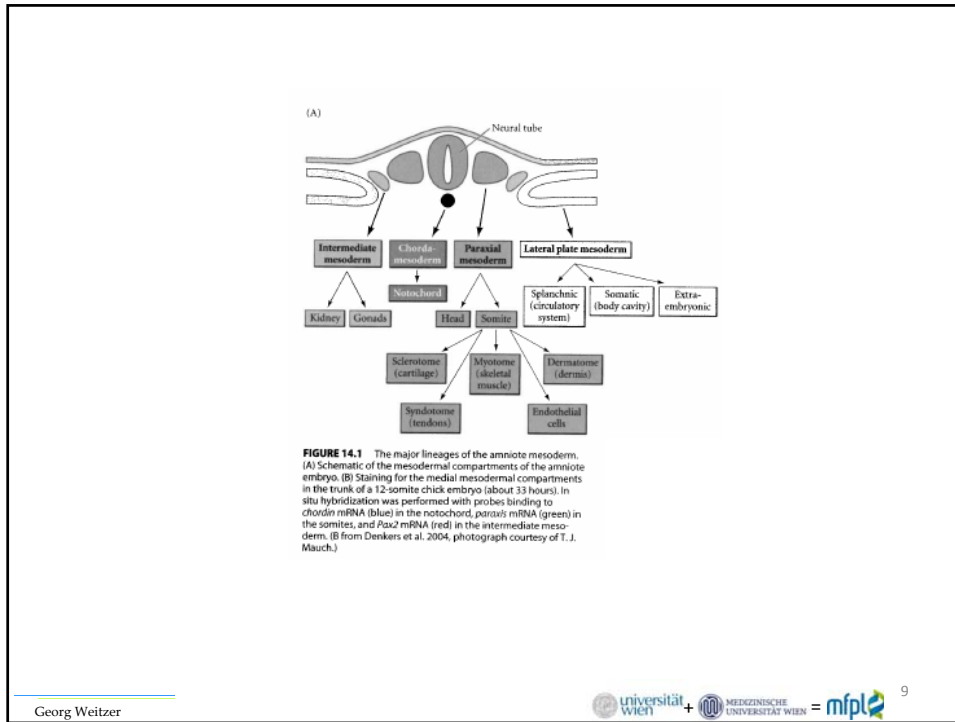 (A)
Neural tube
Intermediate
mesoderm
Chorda-
mesoderm
Paraxial
mesoderm
Lateral plate mesoderm
Notochord
Splanchnic
(circulatory
system)
Somatic
(body cavity)
Extra-
embryonic
Kidney
Gonads
Head
Somite
Sclerotome
(cartilage)
Myotome
(skeletal
muscle)
Dermatome
(dermis)
Syndotome
(tendons)
Endothelial
cells
FIGURE 14.1 The major lineages of the amniote mesoderm.
(A) Schematic of the mesodermal compartments of the amniote
embryo. (B) Staining for the medial mesodermal compartments
in the trunk of a 12-somite chick embryo (about 33 hours). In
situ hybridization was performed with probes binding to
chordin mRNA (blue) in the notochord, paraxis mRNA (green) in
the somites, and Pax2 mRNA (red) in the intermediate meso-
derm. (B from Denkers et al. 2004, photograph courtesy of T. J.
Mauch.)
Georg Weitzer
universität
wien
+
MEDIZINISCHE
UNIVERSITÄT WIEN
= mfpl
9